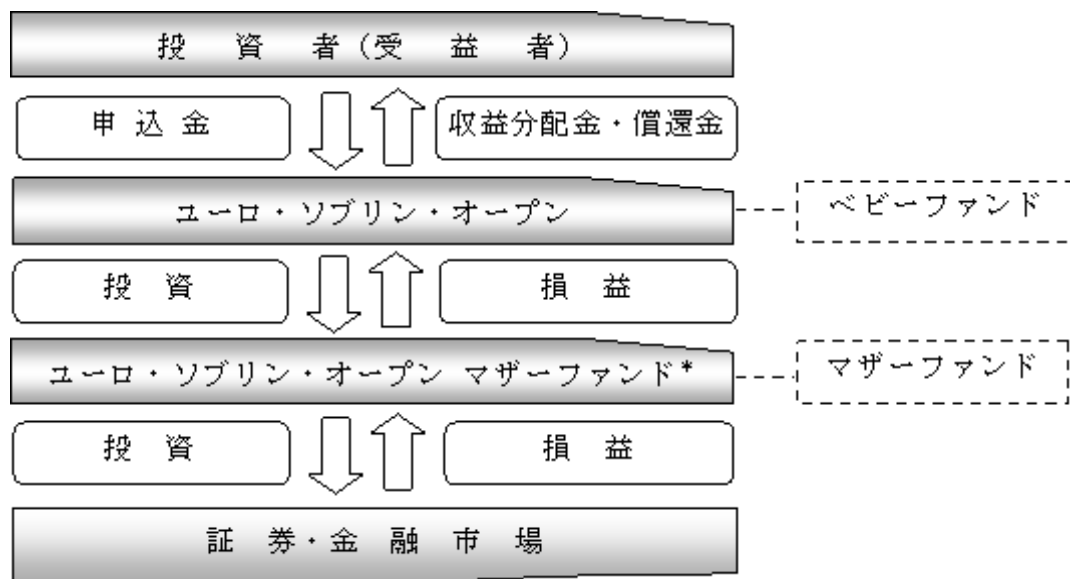 投資者(受益者)
申込金
収益分配金・償還金
ユーロ・ソブリン・オープン
ベビーファンド
投資
損益
ユーロ・ソブリン・オープン マザーファンド*
マザーファンド
投資
損益
証券・金融市場